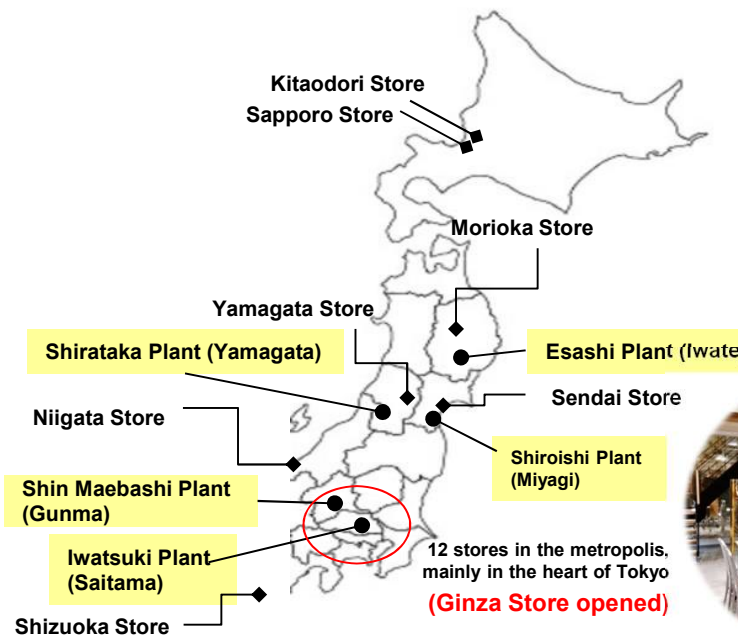 Kitaodori Store
Sapporo Store
Morioka Store
Yamagata Store
Shirataka Plant (Yamagata)
Esashi Plant (Iwate
Sendai Store
Niigata Store
Shiroishi Plant
(Miyagi)
Shin Maebashi Plant
(Gunma)
Iwatsuki Plant
(Saitama)
12 stores in the metropolis,
mainly in the heart of Tokyo
(Ginza Store opened)
Shizuoka Store